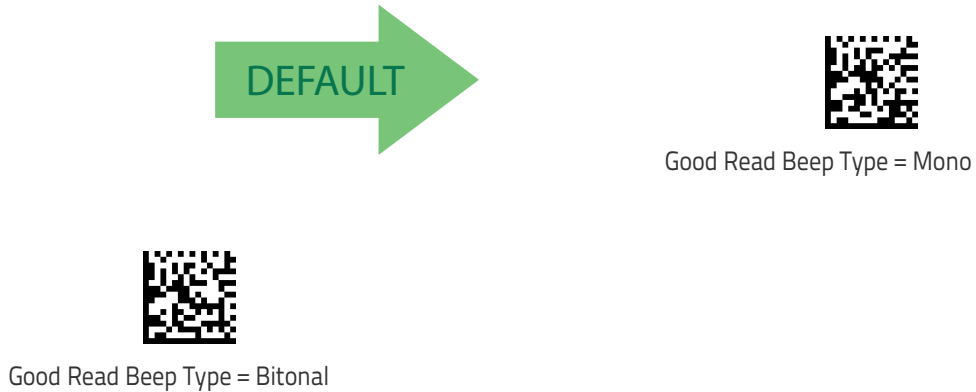 DEFAULT
Good Read Beep Type = Mono
Good Read Beep Type = Bitonal